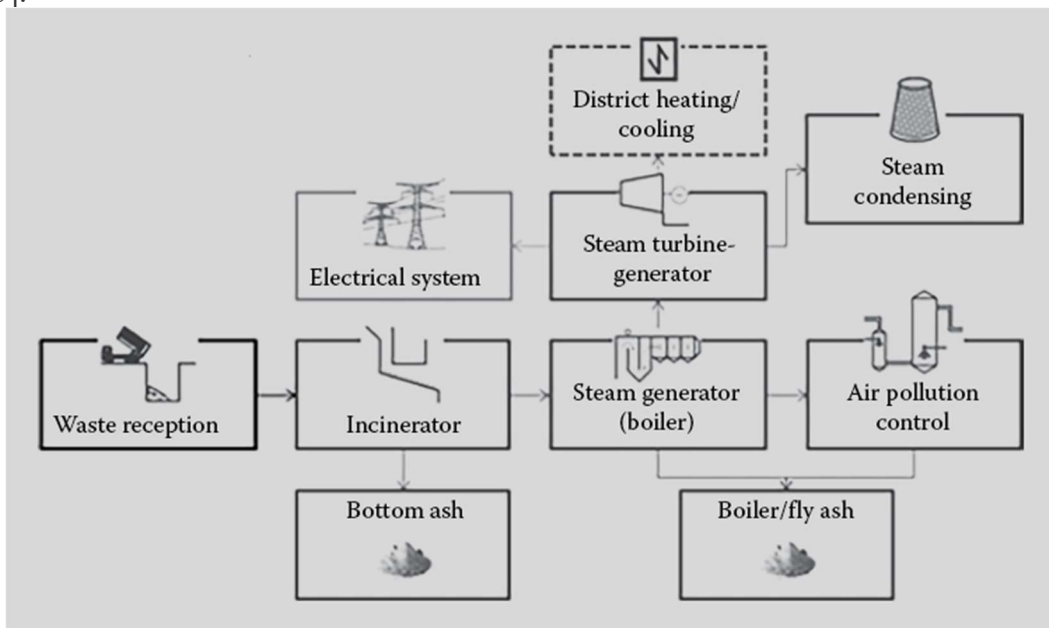 District heating/
cooling
Steam
condensing
Electrical system
Steam turbine-
generator
Waste reception
Incinerator
Steam generator
(boiler)
Air pollution
control
Bottom ash
Boiler/fly ash